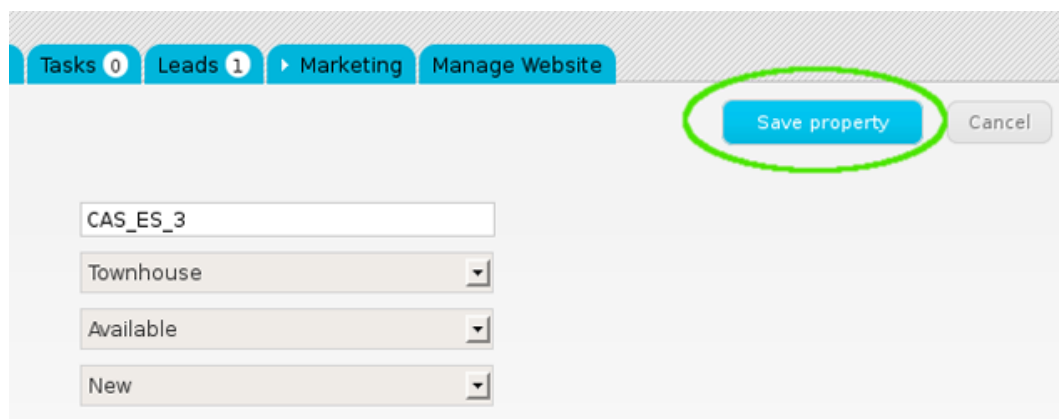 Tasks 0 Leads 1 Marketing Manage Website
Save property Cancel
CAS_ES_3
Townhouse
Available
New